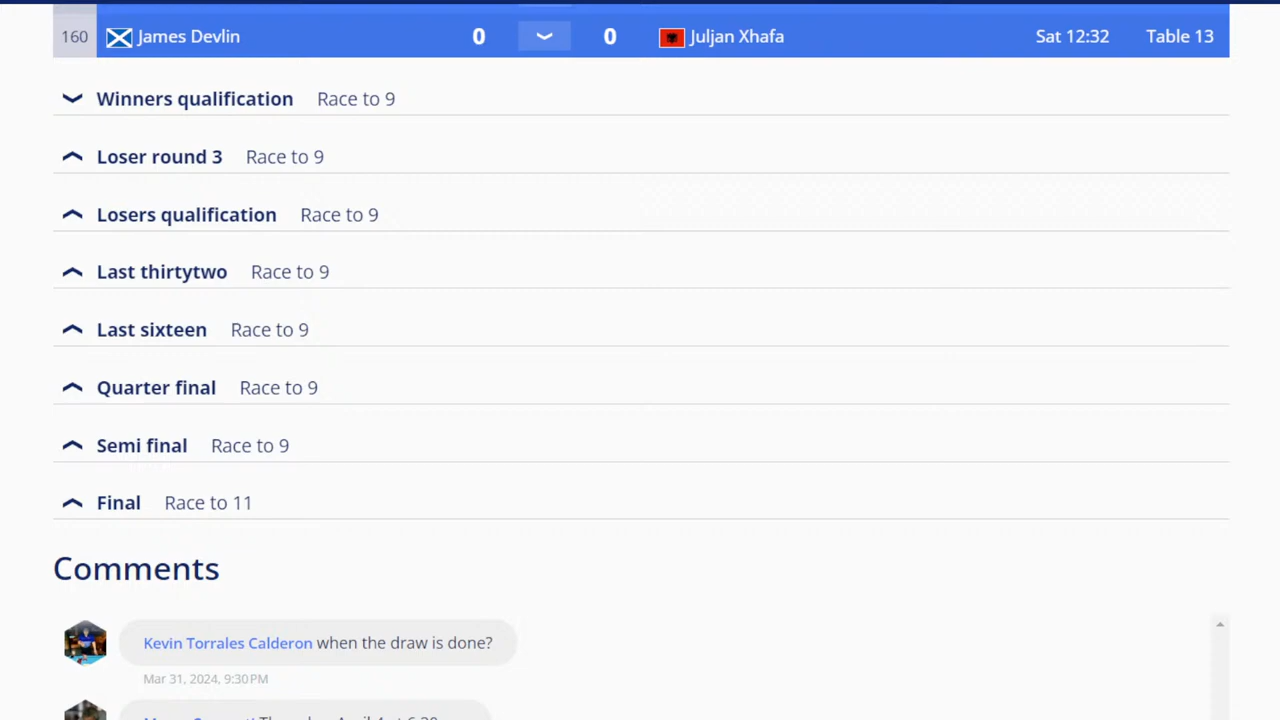 160 James Devlin 0 0 Juljan Xhafa Sat 12:32 Table 13
Winners qualification Race to 9
Loser round 3 Race to 9
Losers qualification Race to 9
Last thirtytwo Race to 9
Last sixteen Race to 9
Quarter final Race to 9
Semi final Race to 9
Final Race to 11
Comments
Kevin Torrales Calderon when the draw is done?
Mar 31, 2024, 9:30PM